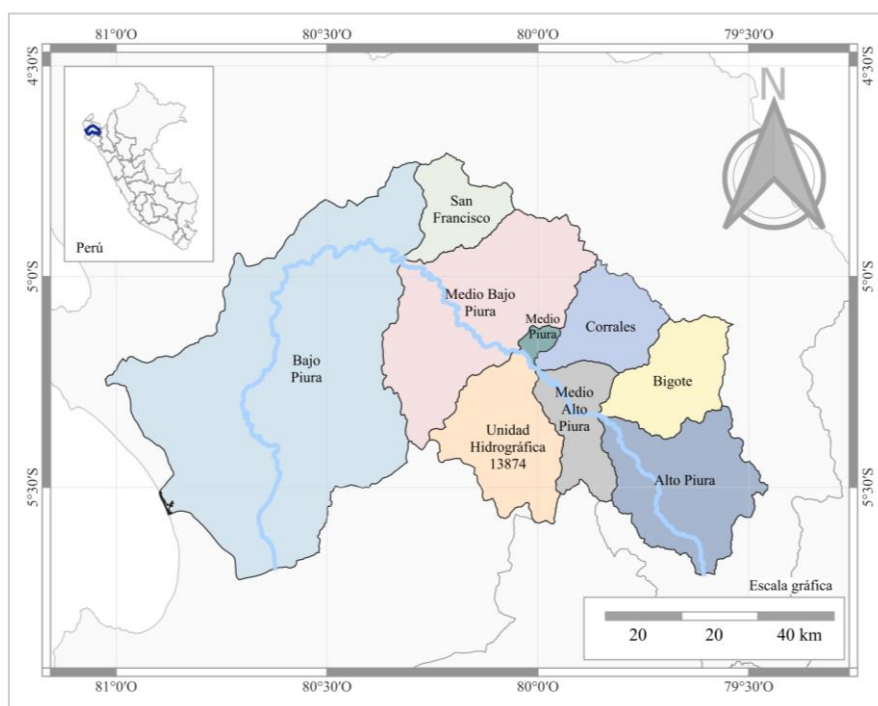 81°0'O
80°30'O
80°0'O
79°30'O
4°30'S
4°30'S
N
Perú
San
Francisco
5°0'S
5°0'S
Medio Bajo
Piura
Medio
Piura
Corrales
Bajo
Piura
Bigote
Medio
Alto
Piura
Unidad
Hidrográfica
13874
Alto Piura
5°30'S
5°30'S
Escala gráfica
20
20
40 km
81°0'O
80°30'O
80°0'O
79°30'O